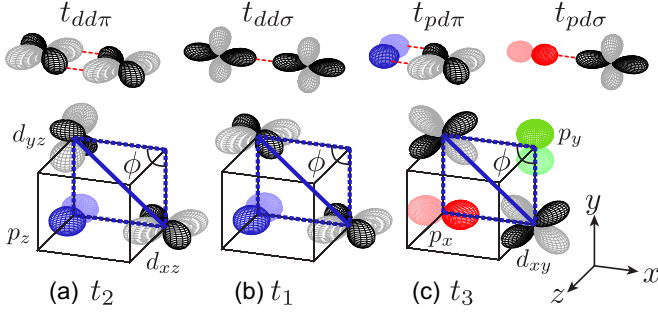 t_{ddπ} t_{ddσ} t_{pdπ} t_{pdσ}
d_{yz} ϕ ϕ ϕ p_y
p_z d_{xz} p_x d_{xy} y x z
(a) t_2 (b) t_1 (c) t_3